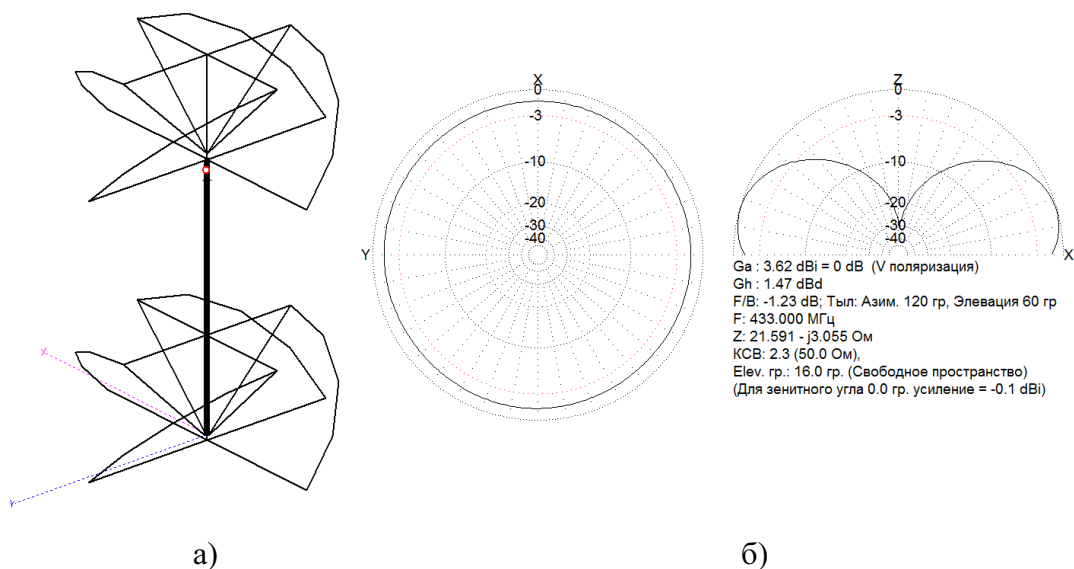 X
Y
X
0
-3
-10
-20
-30
-40
Y
Z
0
-3
-10
-20
-30
-40
X
Ga : 3.62 dBi = 0 dB (V поляризация)
Gh : 1.47 dBd
F/B: -1.23 dB; Тыл: Азим. 120 гр, Элевация 60 гр
F: 433.000 МГц
Z: 21.591 - j3.055 Ом
КСВ: 2.3 (50.0 Ом),
Elev. гр.: 16.0 гр. (Свободное пространство)
(Для зенитного угла 0.0 гр. усиление = -0.1 dBi)
а)
б)